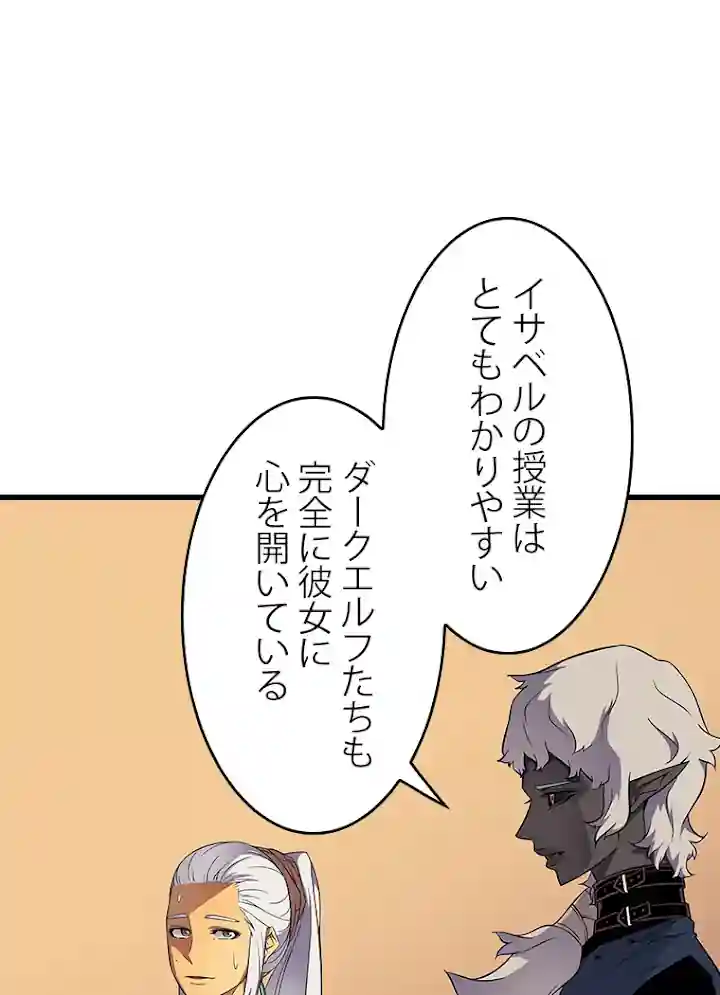 イサベルの授業は
とてもわかりやすい
ダークエルフたちも
完全に彼女に
心を開いている